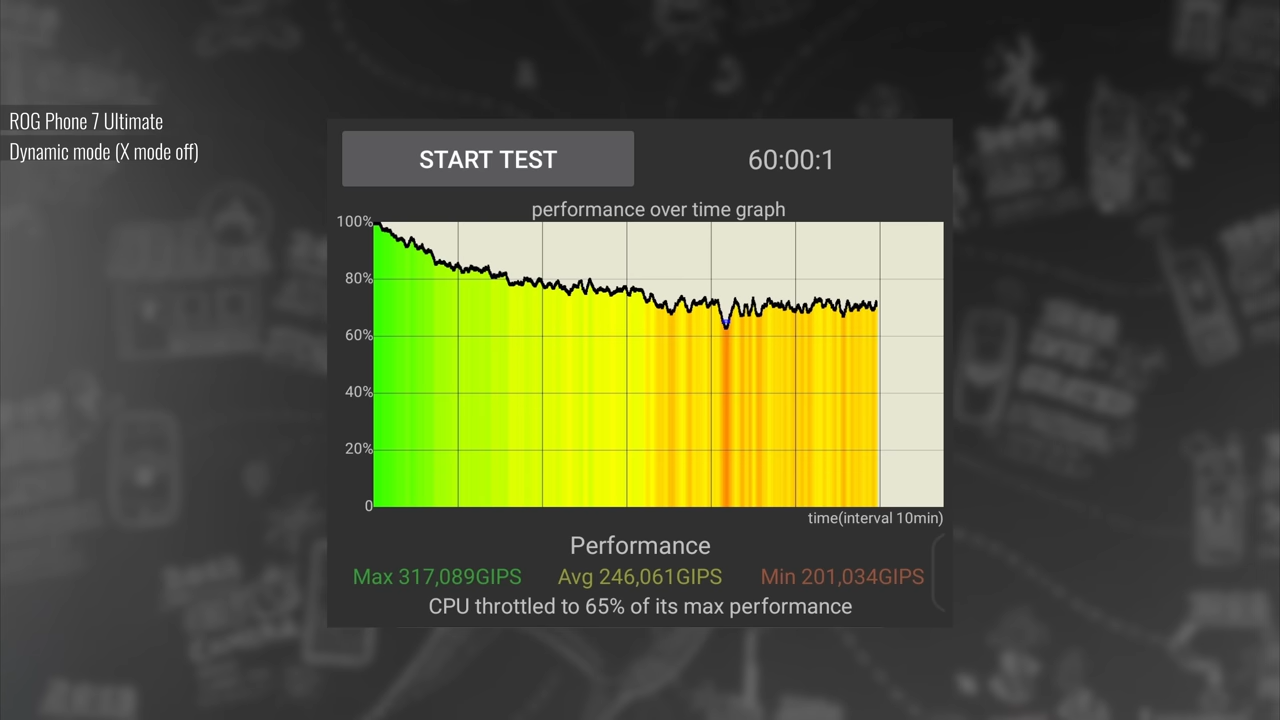 ROG Phone 7 Ultimate
Dynamic mode (X mode off)
START TEST
60:00:1
performance over time graph
100%
80%
60%
40%
20%
0
time(interval 10min)
Performance
Max 317,089GIPS Avg 246,061GIPS Min 201,034GIPS
CPU throttled to 65% of its max performance